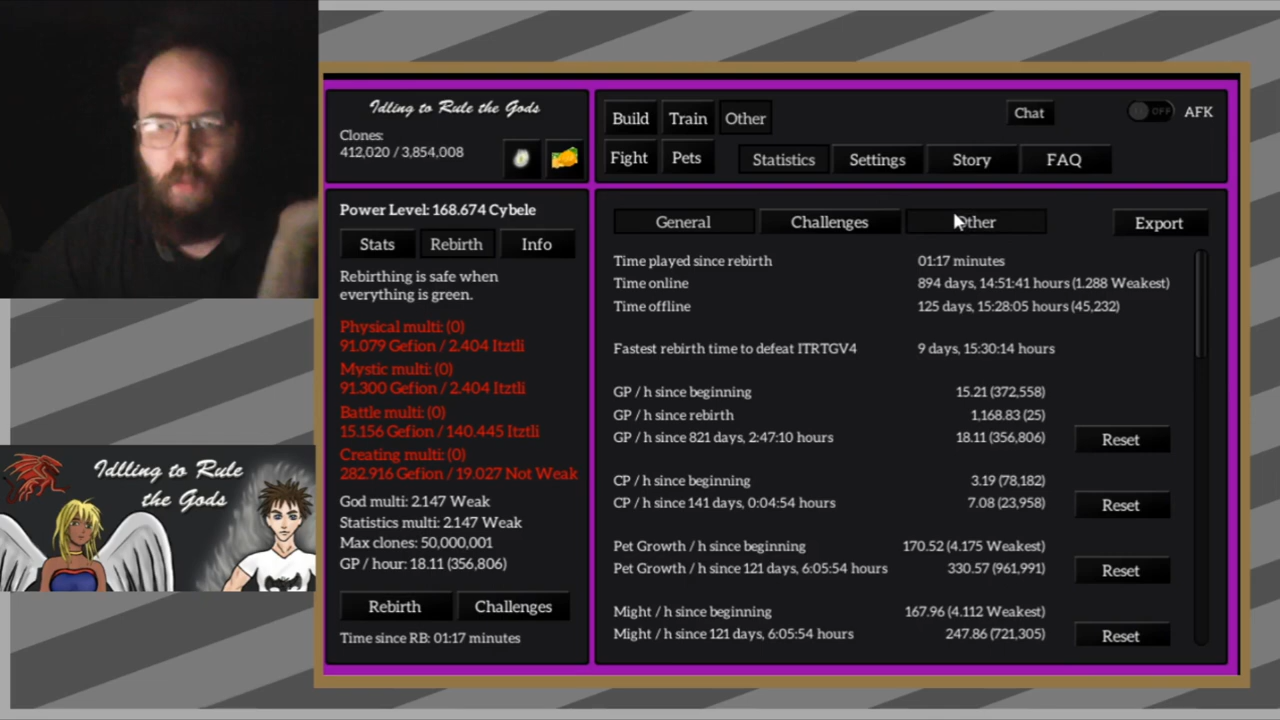 Idling to Rule the Gods
Clones:
412,020 / 3,854,008
Build
Train
Other
Chat
OFF
AFK
Fight
Pets
Statistics
Settings
Story
FAQ
Power Level: 168.674 Cybele
Stats
Rebirth
Info
Rebirthing is safe when
everything is green.
Physical multi: (0)
91.079 Gefion / 2.404 Itztli
Mystic multi: (0)
91.300 Gefion / 2.404 Itztli
Battle multi: (0)
15.156 Gefion / 140.445 Itztli
Creating multi: (0)
282.916 Gefion / 19.027 Not Weak
God multi: 2.147 Weak
Statistics multi: 2.147 Weak
Max clones: 50,000,001
GP / hour: 18.11 (356,806)
Rebirth
Challenges
Time since RB: 01:17 minutes
General
Challenges
Other
Export
Time played since rebirth 01:17 minutes
Time online 894 days, 14:51:41 hours (1.288 Weakest)
Time offline 125 days, 15:28:05 hours (45,232)
Fastest rebirth time to defeat ITRTGV4 9 days, 15:30:14 hours
GP / h since beginning 15.21 (372,558)
GP / h since rebirth 1,168.83 (25)
GP / h since 821 days, 2:47:10 hours 18.11 (356,806) Reset
CP / h since beginning 3.19 (78,182)
CP / h since 141 days, 0:04:54 hours 7.08 (23,958) Reset
Pet Growth / h since beginning 170.52 (4.175 Weakest)
Pet Growth / h since 121 days, 6:05:54 hours 330.57 (961,991) Reset
Might / h since beginning 167.96 (4.112 Weakest)
Might / h since 121 days, 6:05:54 hours 247.86 (721,305) Reset
Idlling to Rule
the Gods